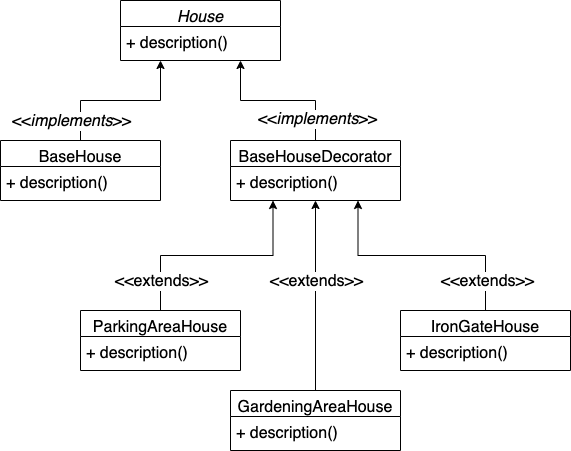 House
+ description()
<<implements>>
<<implements>>
BaseHouse
+ description()
BaseHouseDecorator
+ description()
<<extends>>
<<extends>>
<<extends>>
ParkingAreaHouse
+ description()
IronGateHouse
+ description()
GardeningAreaHouse
+ description()